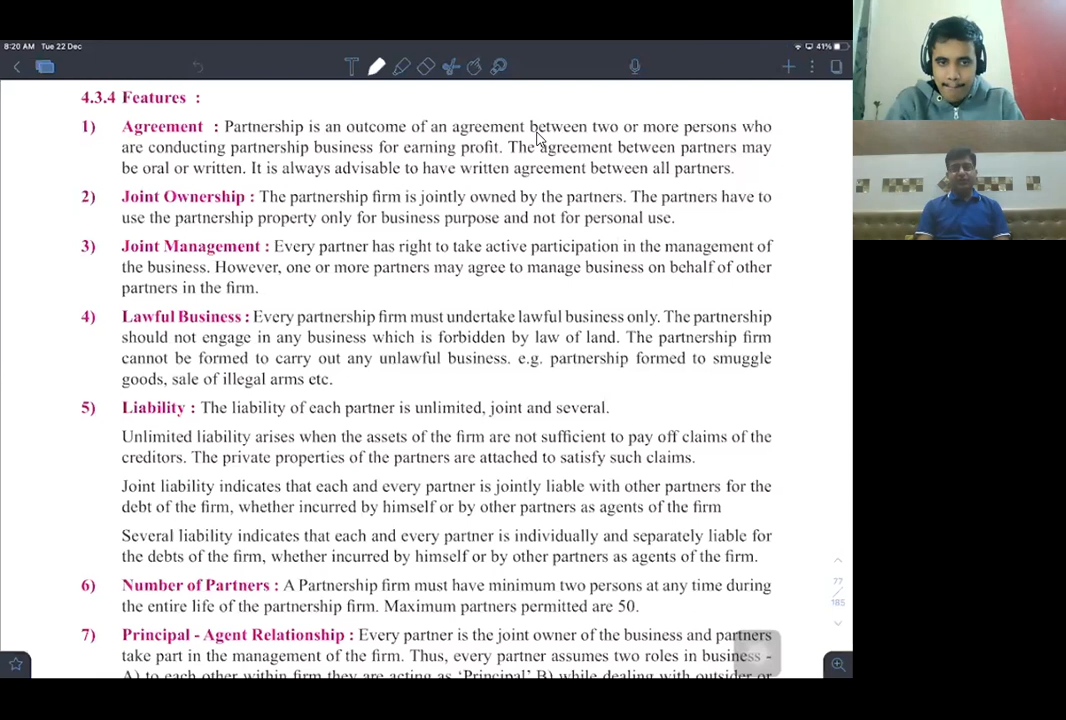 8:20 AM Tue 22 Dec
41%
4.3.4 Features :
1) Agreement : Partnership is an outcome of an agreement between two or more persons who
are conducting partnership business for earning profit. The agreement between partners may
be oral or written. It is always advisable to have written agreement between all partners.
2) Joint Ownership : The partnership firm is jointly owned by the partners. The partners have to
use the partnership property only for business purpose and not for personal use.
3) Joint Management : Every partner has right to take active participation in the management of
the business. However, one or more partners may agree to manage business on behalf of other
partners in the firm.
4) Lawful Business : Every partnership firm must undertake lawful business only. The partnership
should not engage in any business which is forbidden by law of land. The partnership firm
cannot be formed to carry out any unlawful business. e.g. partnership formed to smuggle
goods, sale of illegal arms etc.
5) Liability : The liability of each partner is unlimited, joint and several.
Unlimited liability arises when the assets of the firm are not sufficient to pay off claims of the
creditors. The private properties of the partners are attached to satisfy such claims.
Joint liability indicates that each and every partner is jointly liable with other partners for the
debt of the firm, whether incurred by himself or by other partners as agents of the firm
Several liability indicates that each and every partner is individually and separately liable for
the debts of the firm, whether incurred by himself or by other partners as agents of the firm.
6) Number of Partners : A Partnership firm must have minimum two persons at any time during
the entire life of the partnership firm. Maximum partners permitted are 50.
77
/
185
7) Principal - Agent Relationship : Every partner is the joint owner of the business and partners
take part in the management of the firm. Thus, every partner assumes two roles in business -
A) to each other within firm they are acting as 'Principal' B) while dealing with outsider or